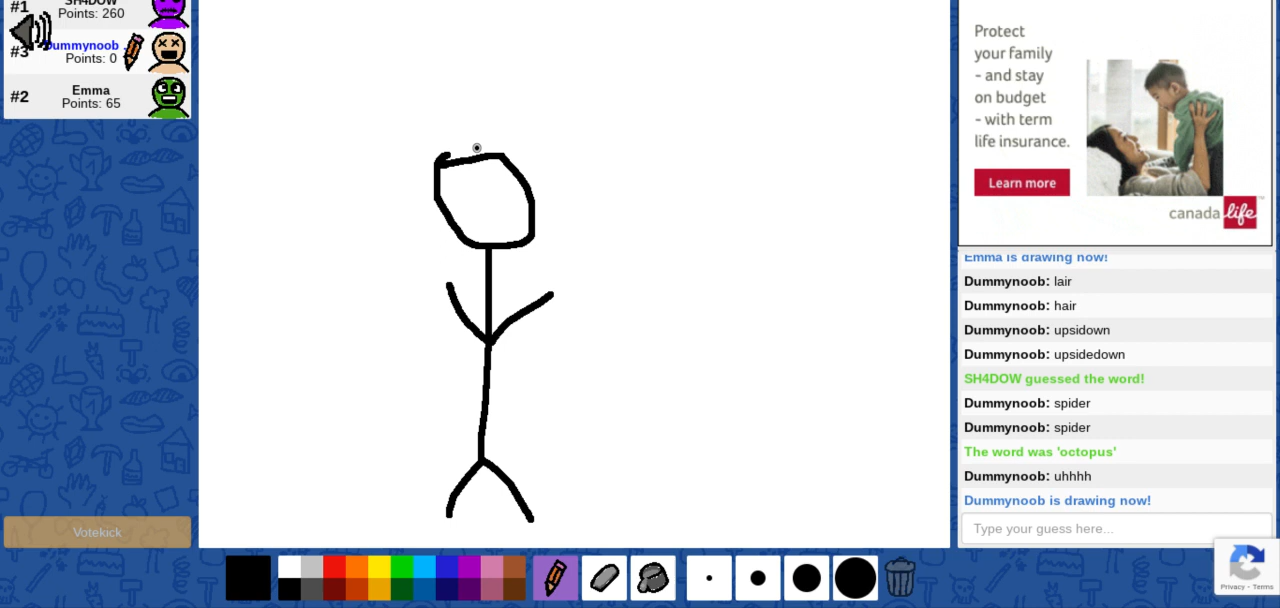 #1
SH4DOW
Points: 260
#3
Dummynoob
Points: 0
#2
Emma
Points: 65
Votekick
Protect
your family
- and stay
on budget
- with term
life insurance.
Learn more
canada life™
Emma is drawing now!
Dummynoob: lair
Dummynoob: hair
Dummynoob: upsidown
Dummynoob: upsidedown
SH4DOW guessed the word!
Dummynoob: spider
Dummynoob: spider
The word was 'octopus'
Dummynoob: uhhhh
Dummynoob is drawing now!
Type your guess here...
Privacy - Terms